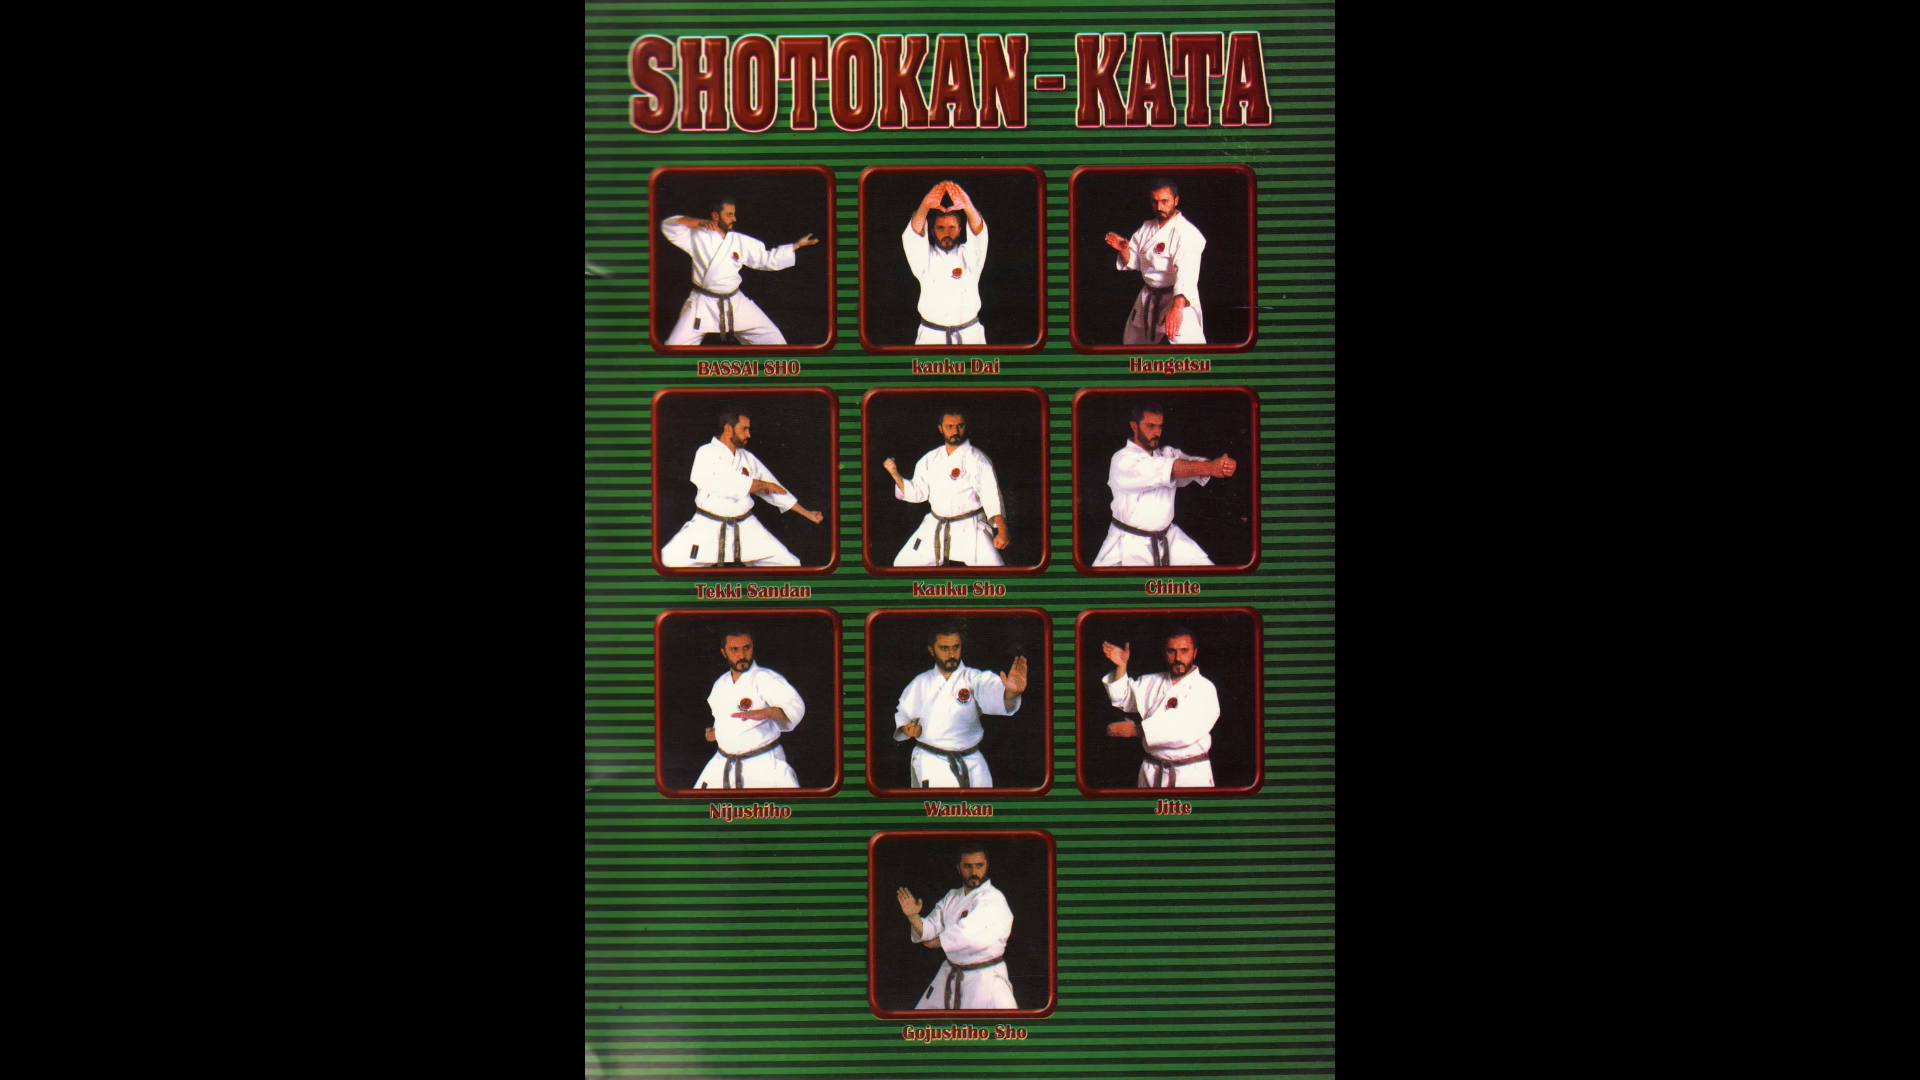 SHOTOKAN-KATA
BASSAI SHO
kanku Dai
Hangetsu
Tekki Sandan
Kanku Sho
Chinte
Nijushiho
Wankan
Jitte
Gojushiho Sho